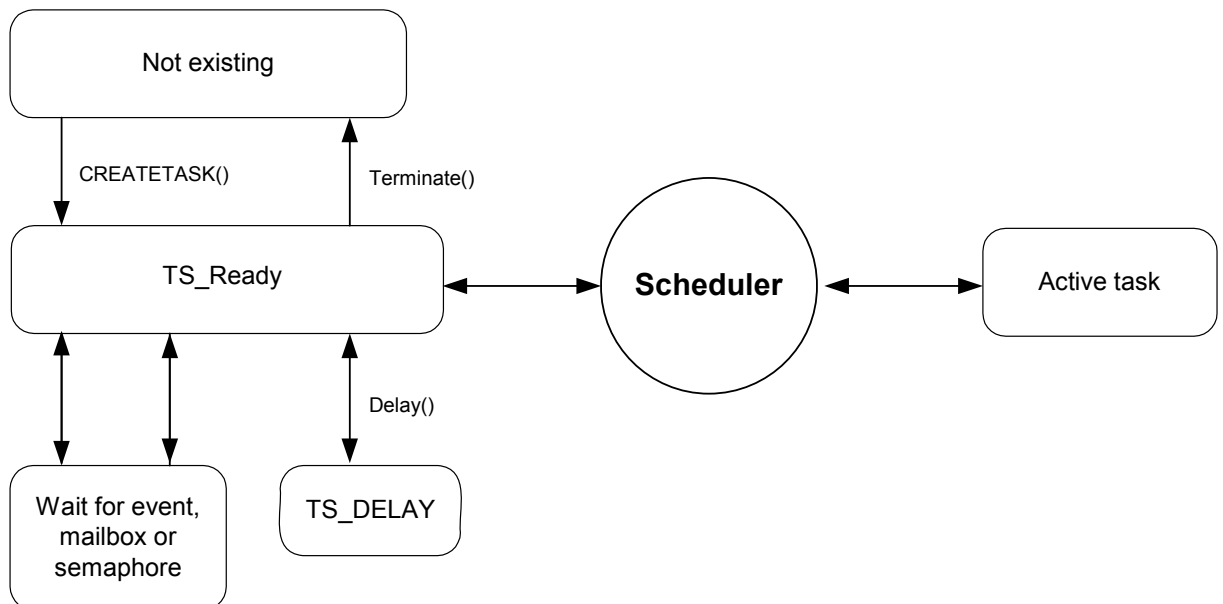 Not existing
CREATETASK()
Terminate()
TS_Ready
Scheduler
Active task
Delay()
Wait for event,
mailbox or
semaphore
TS_DELAY